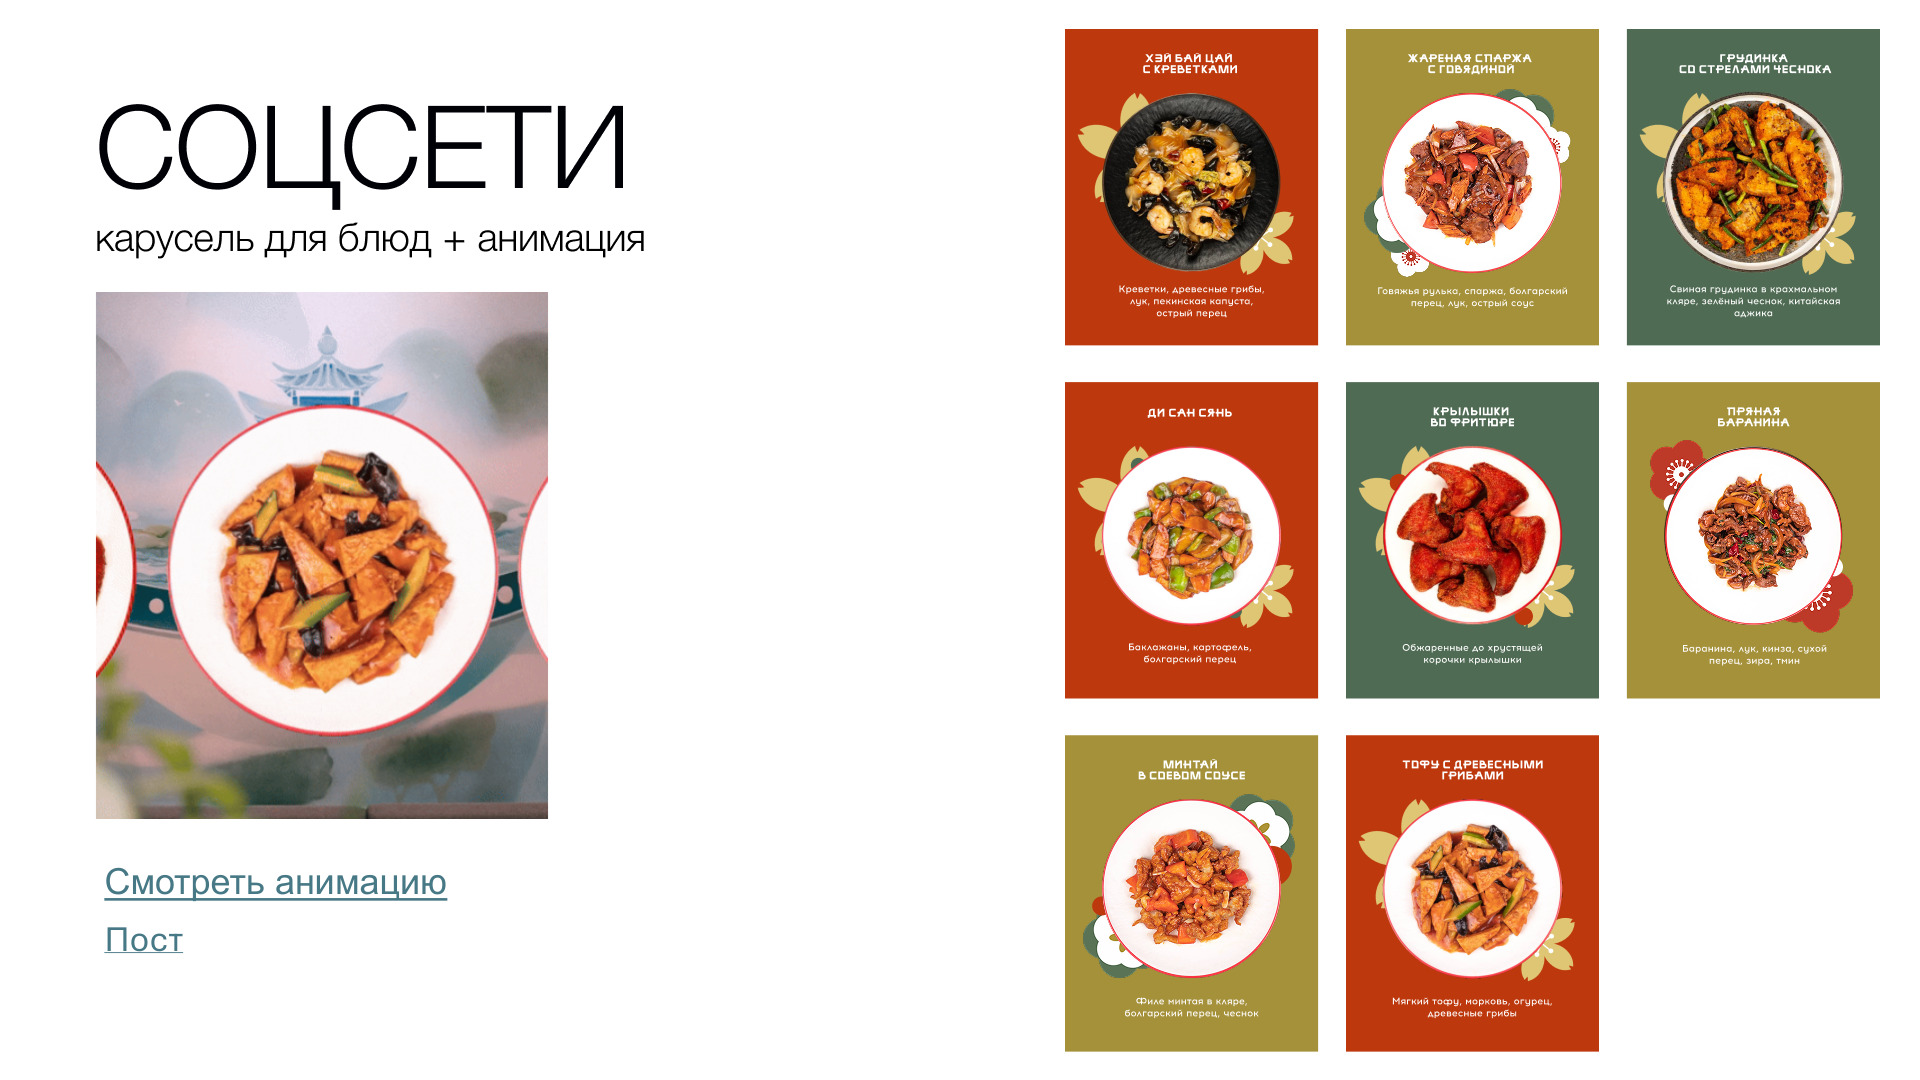 СОЦСЕТИ
карусель для блюд + анимация
Смотреть анимацию
Пост
ХЭЙ БАЙ ЦАЙ
С КРЕВЕТКАМИ
Креветки, древесные грибы,
лук, пекинская капуста,
острый перец
ЖАРЕНАЯ СПАРЖА
С ГОВЯДИНОЙ
Говяжья рулька, спаржа, болгарский
перец, лук, острый соус
ГРУДИНКА
СО СТРЕЛАМИ ЧЕСНОКА
Свиная грудинка в крахмальном
кляре, зелёный чеснок, китайская
аджика
ДИ САН СЯНЬ
Баклажаны, картофель,
болгарский перец
КРЫЛЫШКИ
ВО ФРИТЮРЕ
Обжаренные до хрустящей
корочки крылышки
ПРЯНАЯ
БАРАНИНА
Баранина, лук, кинза, сухой
перец, зира, тмин
МИНТАЙ
В СОЕВОМ СОУСЕ
Филе минтая в кляре,
болгарский перец, чеснок
ТОФУ С ДРЕВЕСНЫМИ
ГРИБАМИ
Мягкий тофу, морковь, огурец,
древесные грибы